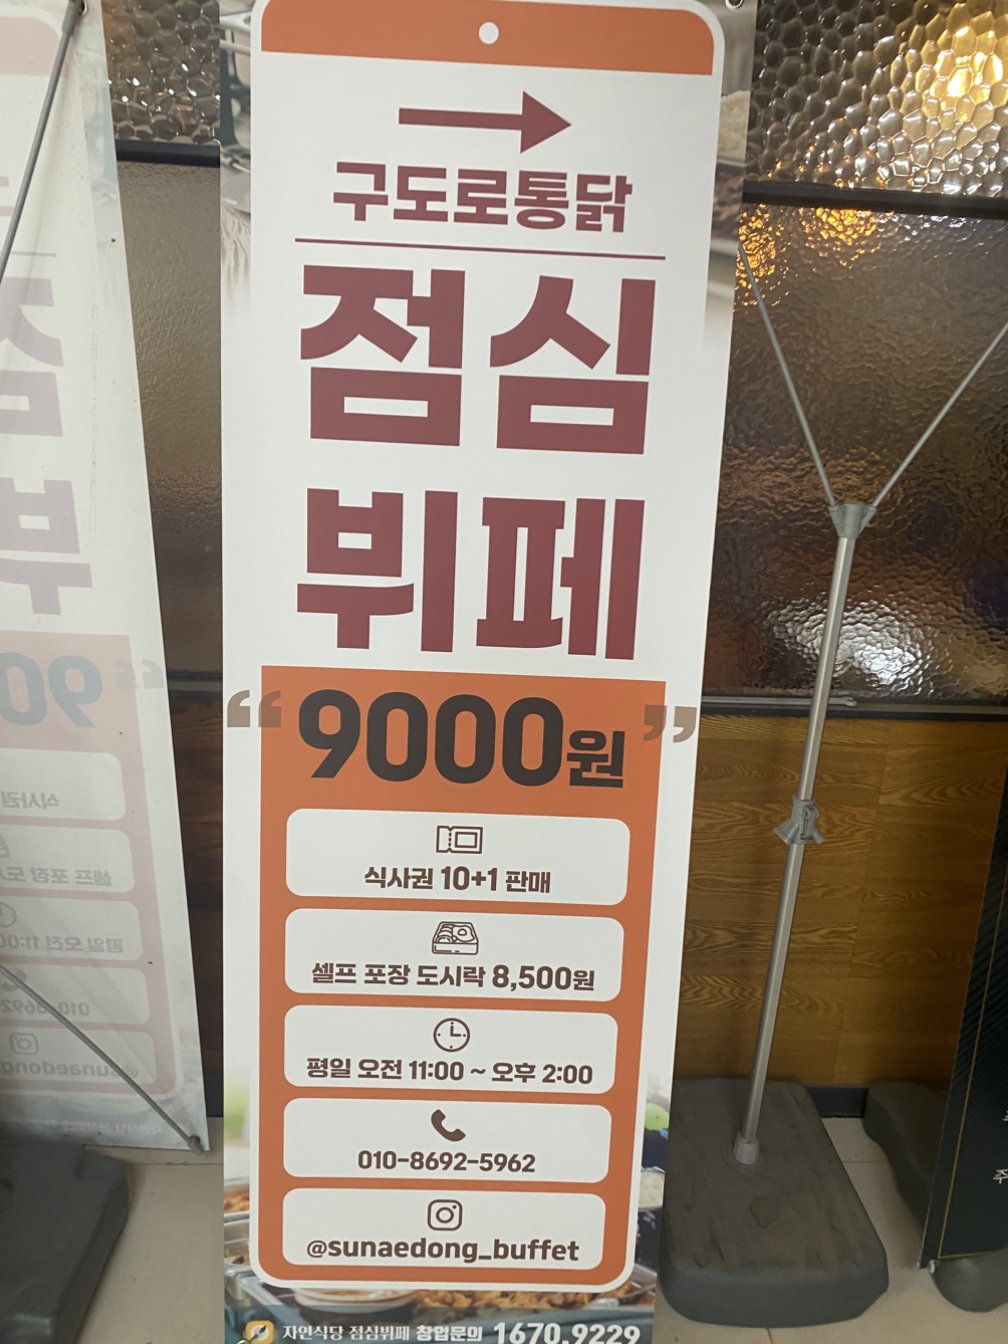 구도로통닭
점심
뷔페
“9000원”
식사권 10+1 판매
셀프 포장 도시락 8,500원
평일 오전 11:00 ~ 오후 2:00
010-8692-5962
@sunaedong_buffet
자연식당 점심뷔페 창업문의 1670.9229